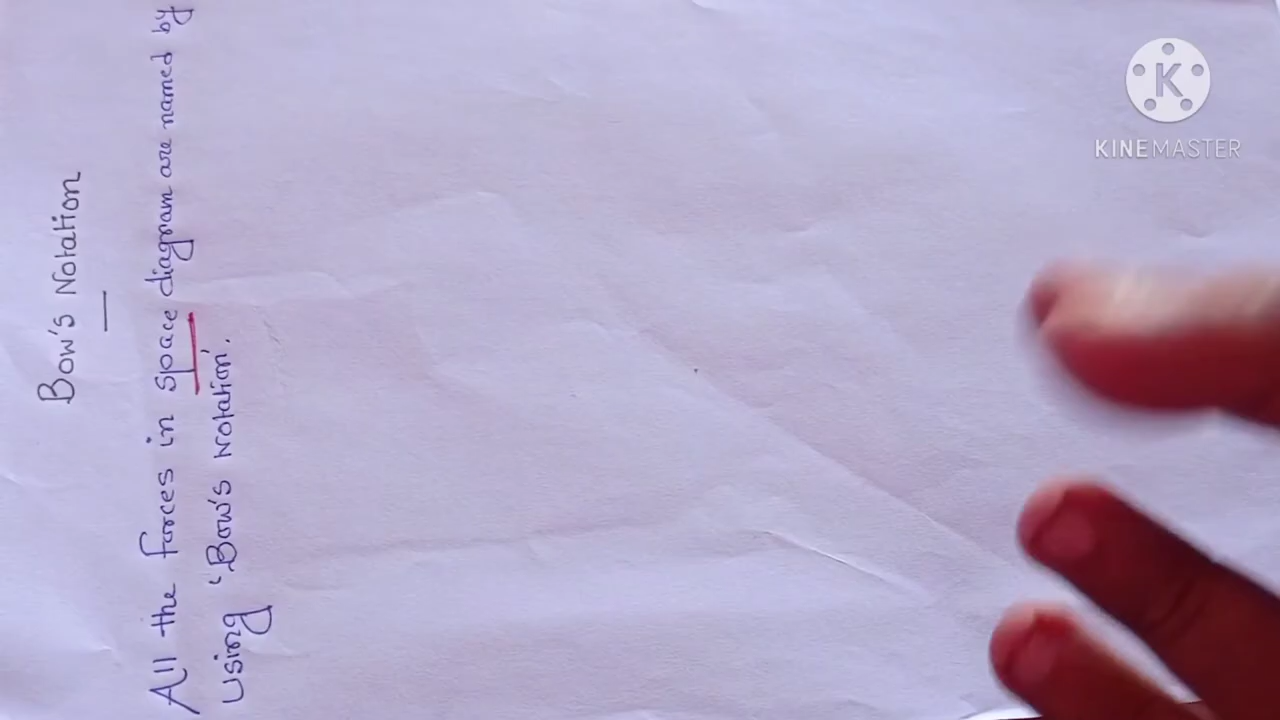 Bow's Notation
All the forces in space diagram are named by
using 'Bow's Notation'.
KINEMASTER